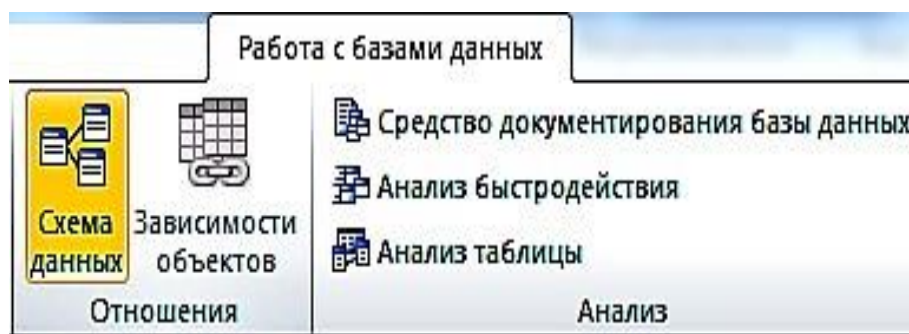 Работа с базами данных
Схема данных
Зависимости объектов
Отношения
Средство документирования базы данных
Анализ быстродействия
Анализ таблицы
Анализ